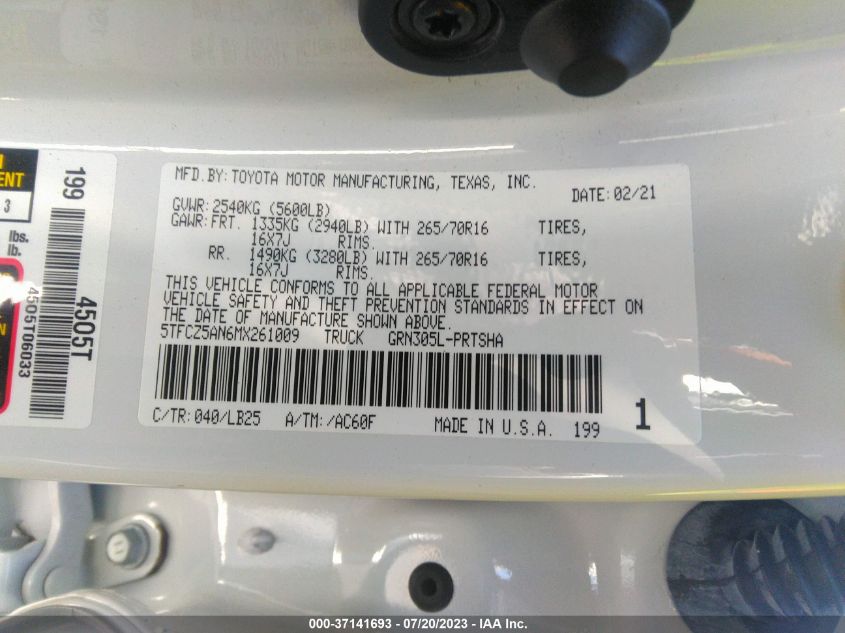 MFD.BY: TOYOTA MOTOR MANUFACTURING, TEXAS, INC.
DATE: 02/21
GVWR: 2540KG (5600LB)
GAWR: FRT. 1335KG (2940LB) WITH 265/70R16 TIRES,
16X7J RIMS.
RR. 1490KG (3280LB) WITH 265/70R16 TIRES,
16X7J RIMS.
THIS VEHICLE CONFORMS TO ALL APPLICABLE FEDERAL MOTOR
VEHICLE SAFETY AND THEFT PREVENTION STANDARDS IN EFFECT ON
THE DATE OF MANUFACTURE SHOWN ABOVE.
5TFCZ5AN6MX261009 TRUCK GRN305L-PRTSHA
C/TR: 040/LB25 A/TM: /AC60F MADE IN U.S.A. 199 1
3
lbs.
lb.
199
4505T
4505T06033
000-37141693 - 07/20/2023 - IAA Inc.